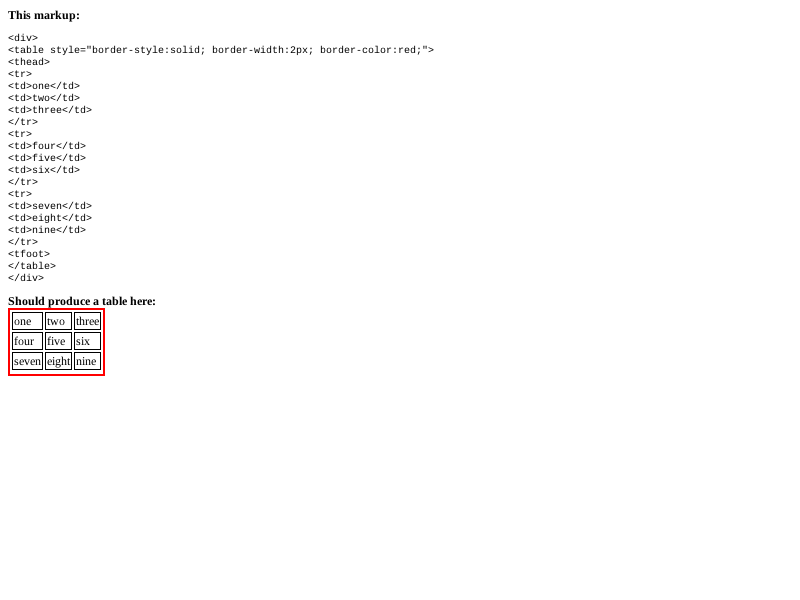 This markup:
<div>
<table style="border-style:solid; border-width:2px; border-color:red;">
<thead>
<tr>
<td>one</td>
<td>two</td>
<td>three</td>
</tr>
<tr>
<td>four</td>
<td>five</td>
<td>six</td>
</tr>
<tr>
<td>seven</td>
<td>eight</td>
<td>nine</td>
</tr>
<tfoot>
</table>
</div>
Should produce a table here:
one two three
four five six
seven eight nine